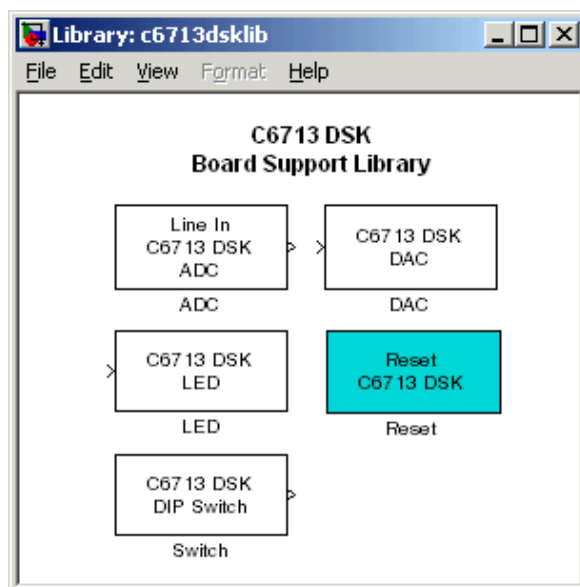 Library: c6713dsklib
File Edit View Format Help
C6713 DSK
Board Support Library
Line In
C6713 DSK
ADC
ADC
C6713 DSK
DAC
DAC
C6713 DSK
LED
LED
Reset
C6713 DSK
Reset
C6713 DSK
DIP Switch
Switch